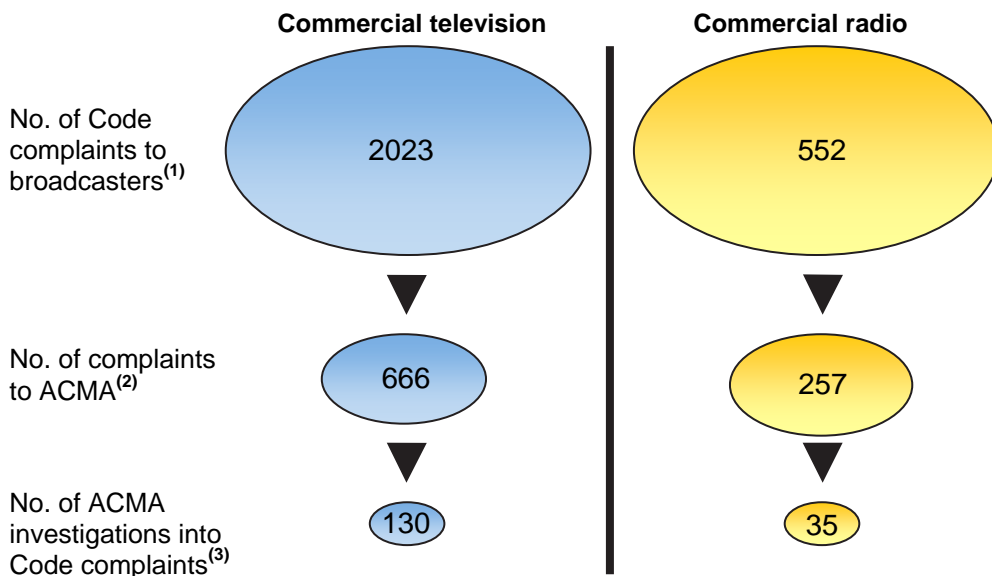 Commercial television
Commercial radio
No. of Code
complaints to
broadcasters(1)
2023
552
No. of complaints
to ACMA(2)
666
257
No. of ACMA
investigations into
Code complaints(3)
130
35